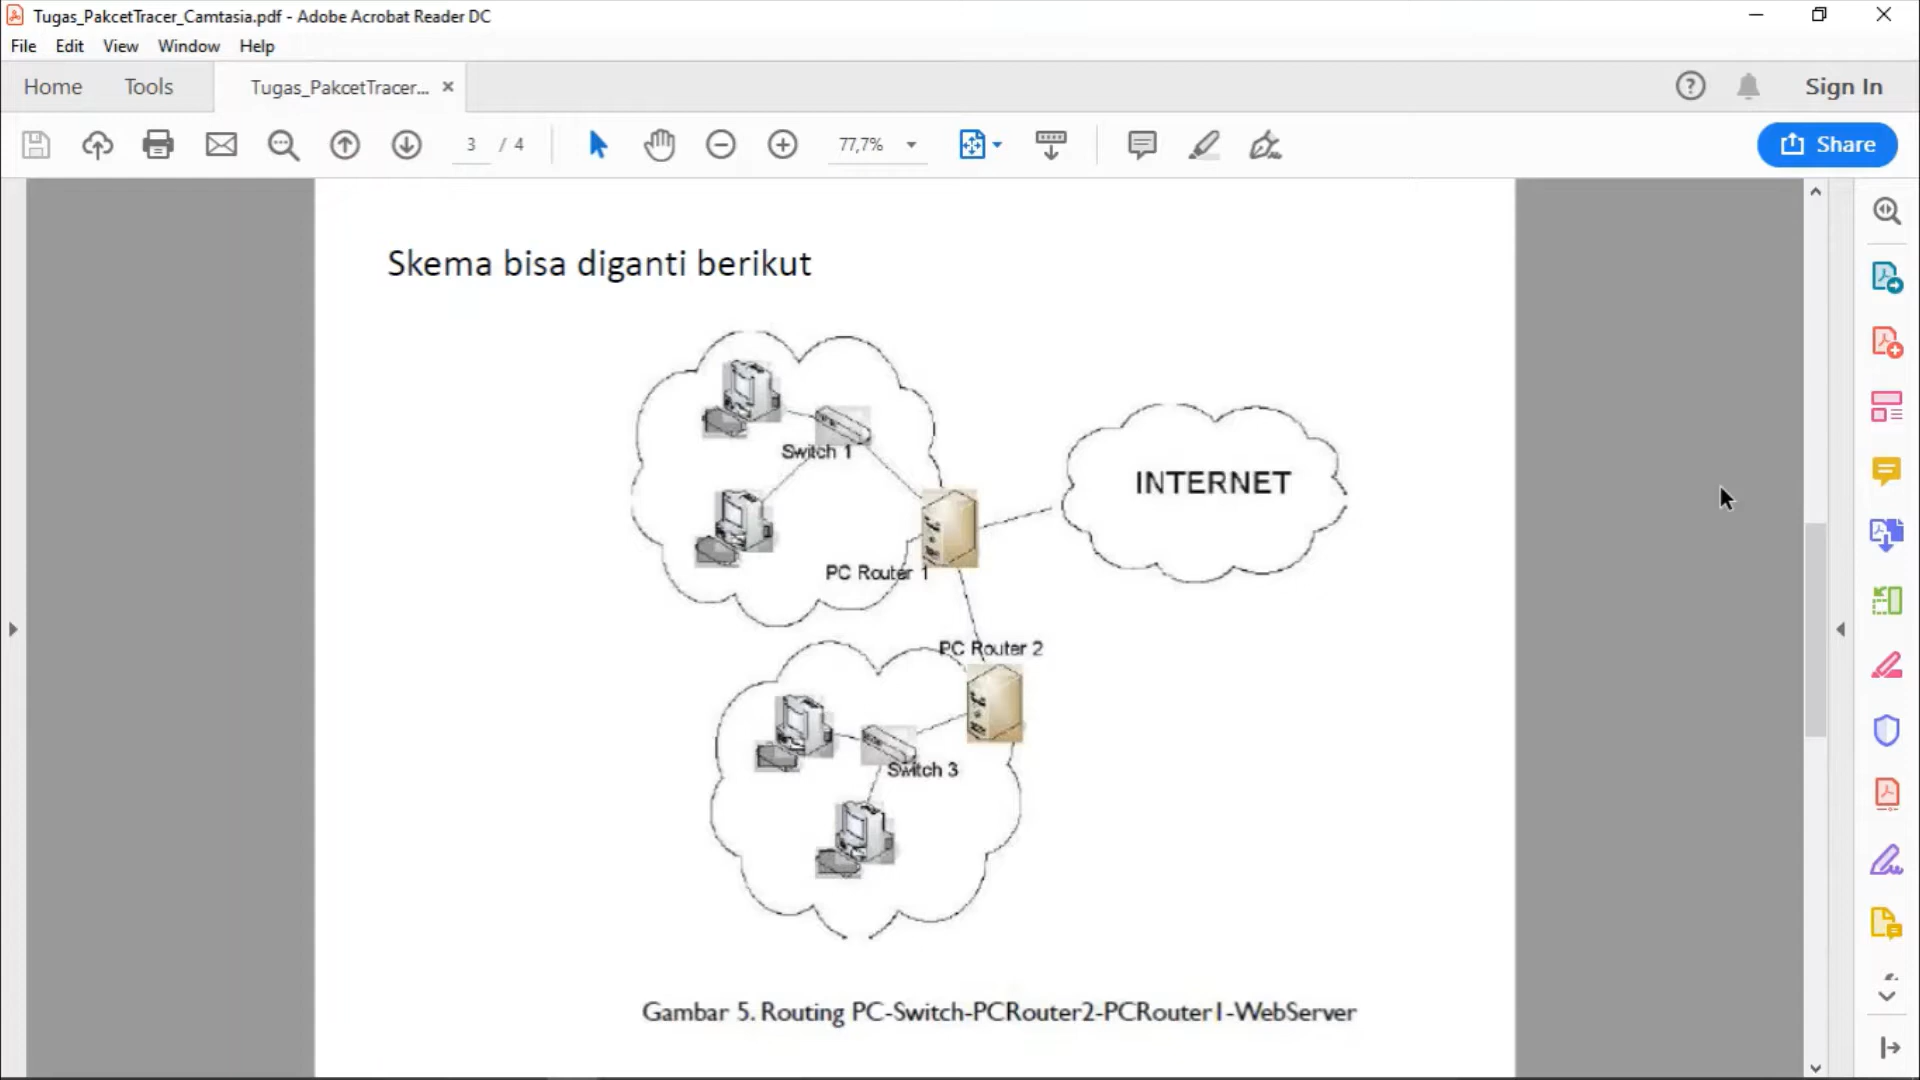 Tugas_PakcetTracer_Camtasia.pdf - Adobe Acrobat Reader DC
File Edit View Window Help
Home Tools Tugas_PakcetTracer... × Sign In
3 / 4 77,7% Share
Skema bisa diganti berikut
Switch 1
INTERNET
PC Router 1
PC Router 2
Switch 3
Gambar 5. Routing PC-Switch-PCRouter2-PCRouter1-WebServer